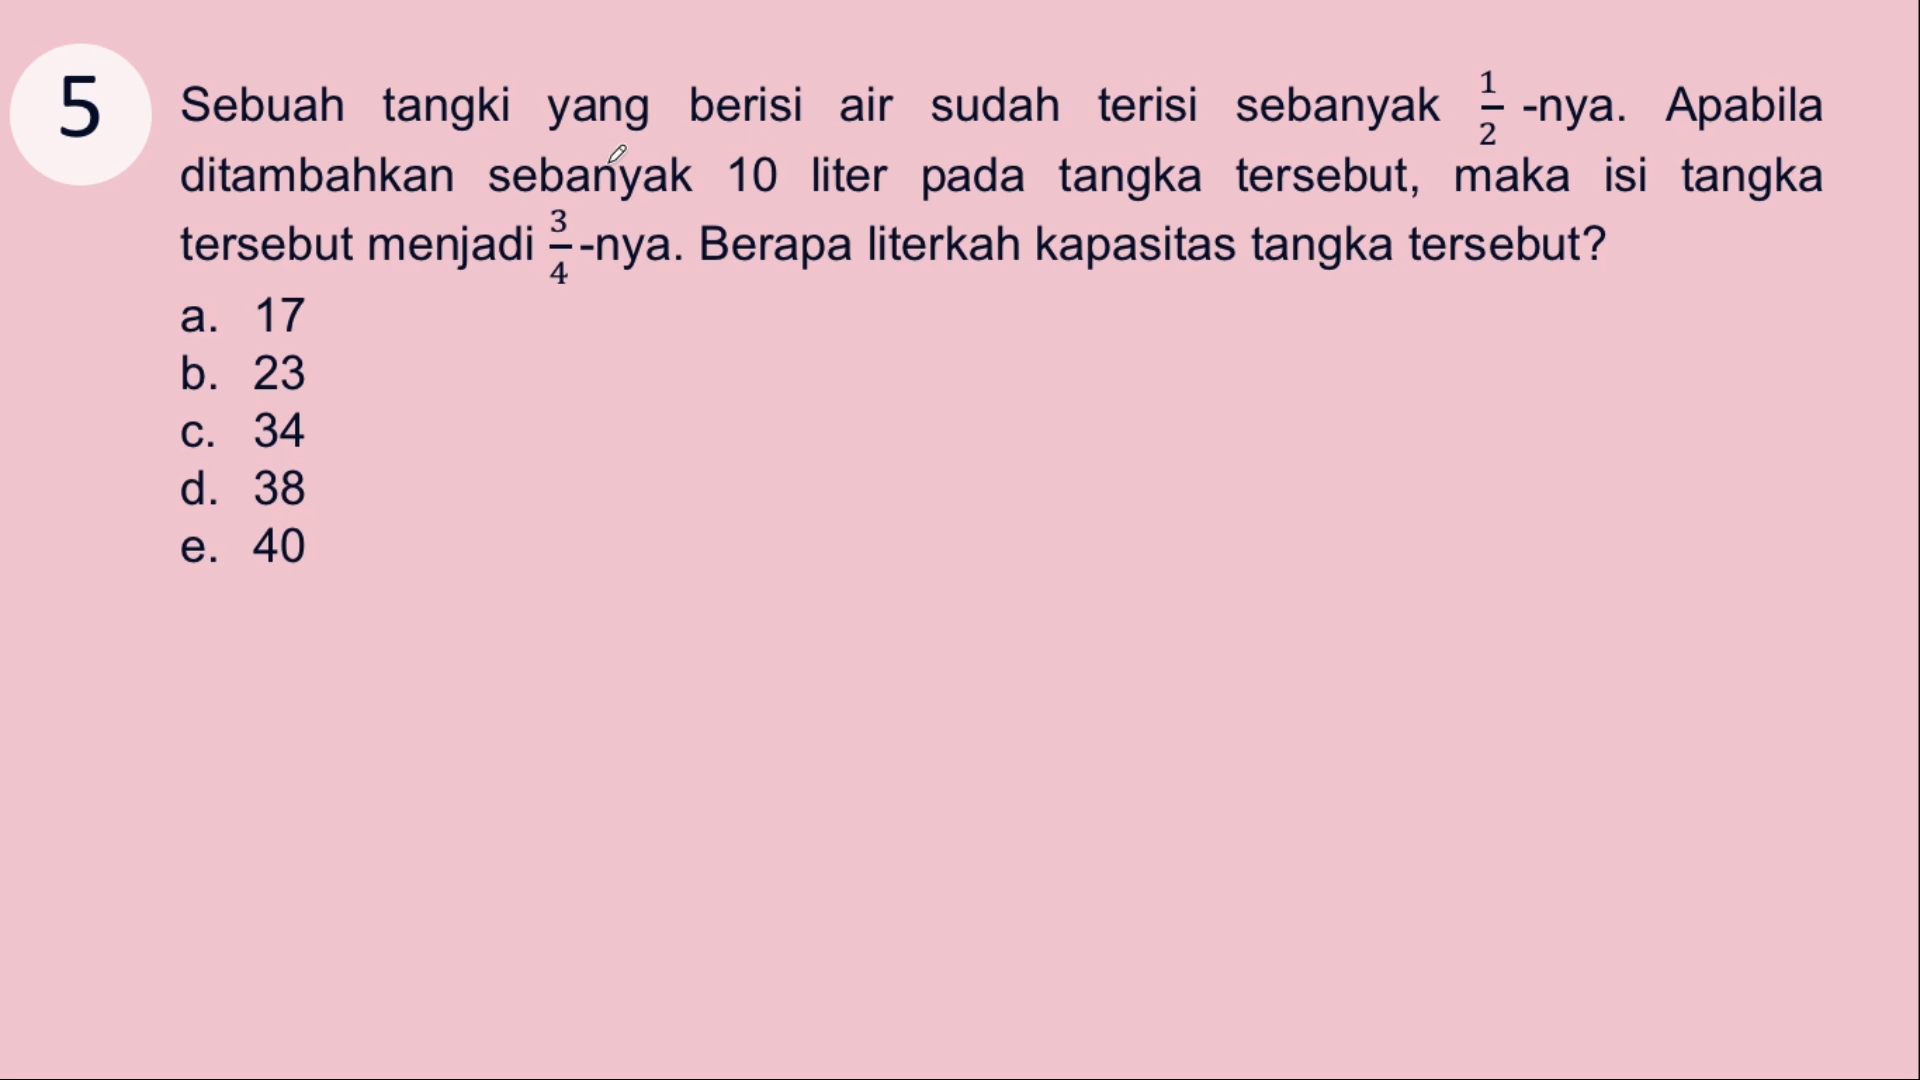 5
Sebuah tangki yang berisi air sudah terisi sebanyak 1/2 -nya. Apabila
ditambahkan sebanyak 10 liter pada tangka tersebut, maka isi tangka
tersebut menjadi 3/4-nya. Berapa literkah kapasitas tangka tersebut?
a. 17
b. 23
c. 34
d. 38
e. 40